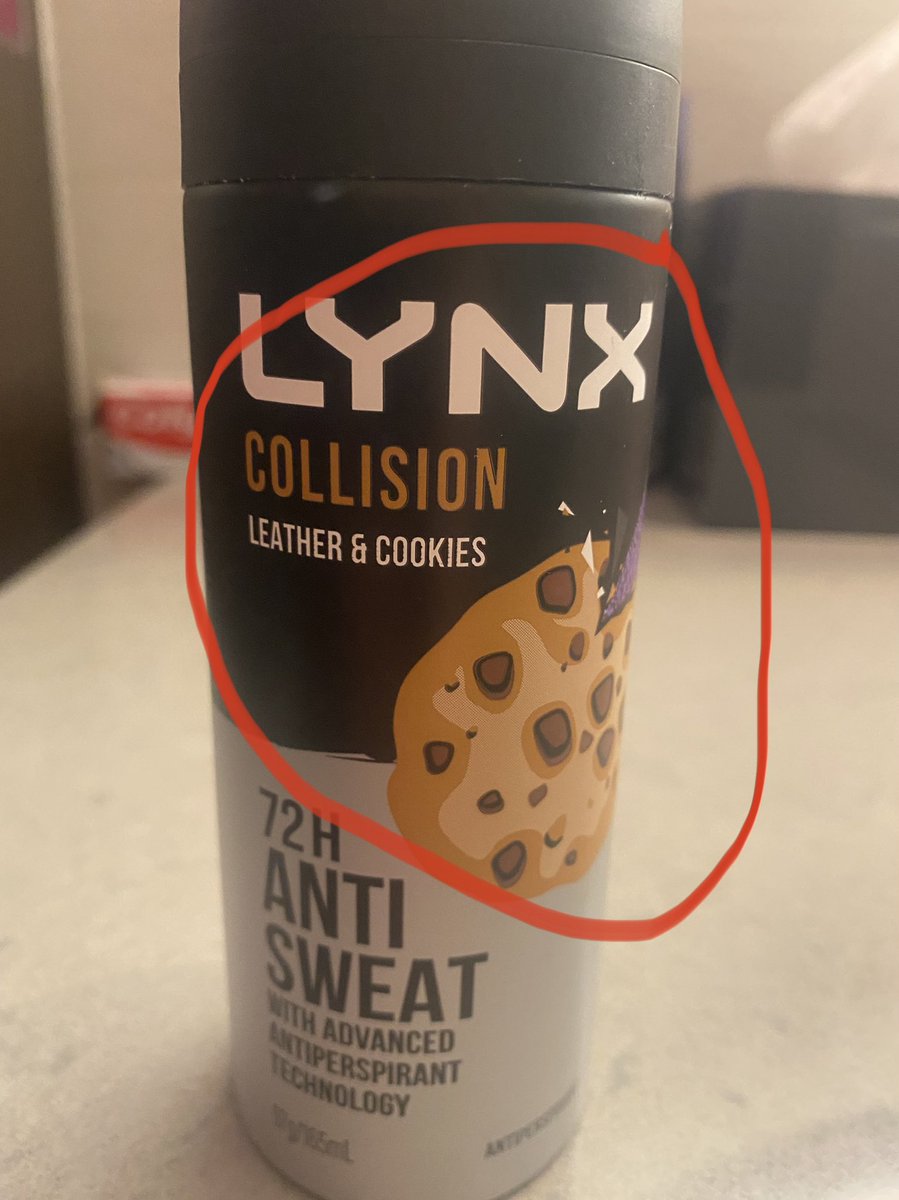 LYNX
COLLISION
LEATHER & COOKIES
72H
ANTI
SWEAT
WITH ADVANCED
ANTIPERSPIRANT
TECHNOLOGY